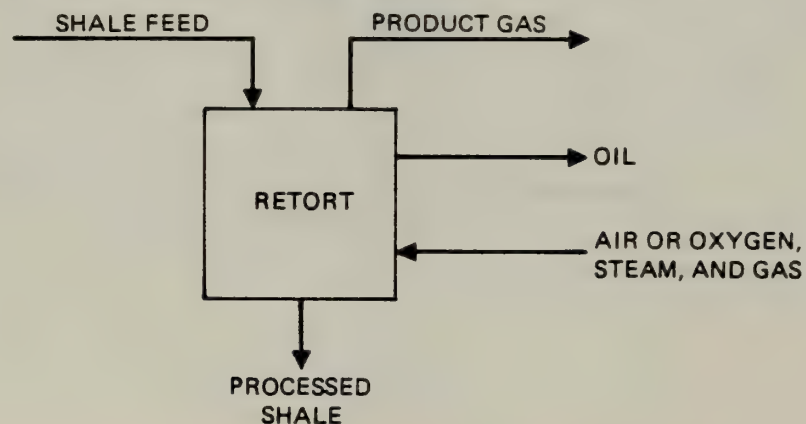 SHALE FEED
PRODUCT GAS
OIL
RETORT
AIR OR OXYGEN,
STEAM, AND GAS
PROCESSED
SHALE